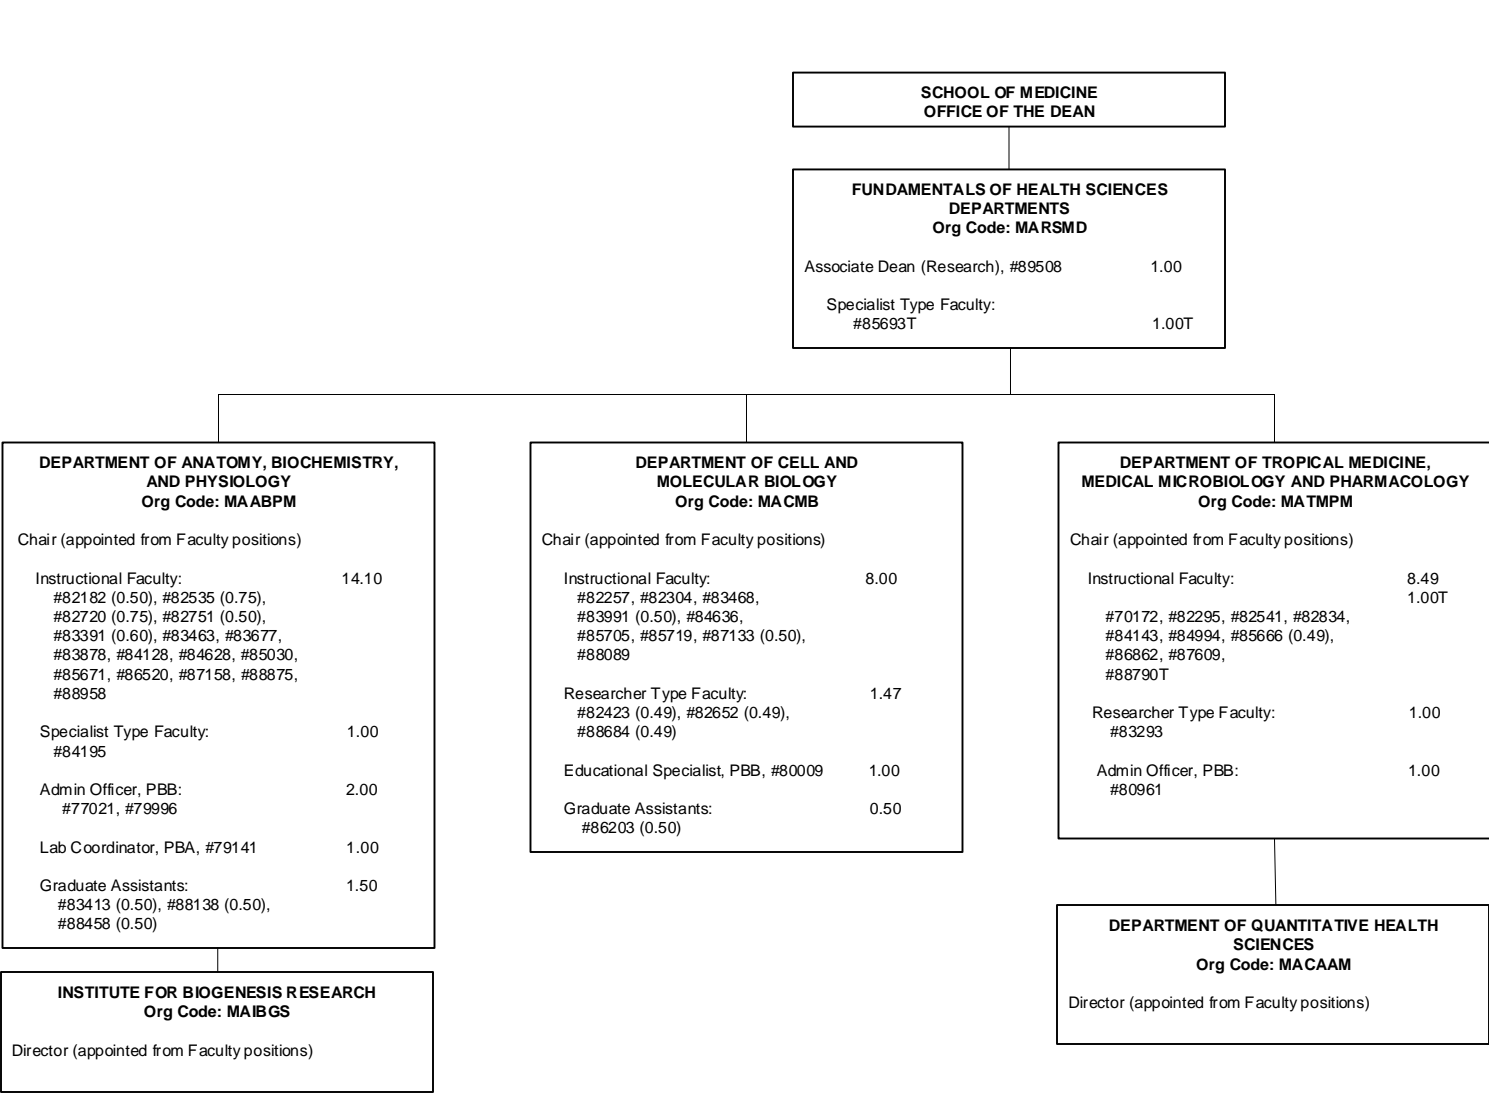 SCHOOL OF MEDICINE
OFFICE OF THE DEAN
FUNDAMENTALS OF HEALTH SCIENCES
DEPARTMENTS
Org Code: MARSMD
Associate Dean (Research), #89508 1.00
Specialist Type Faculty:
#85693T 1.00T
DEPARTMENT OF ANATOMY, BIOCHEMISTRY,
AND PHYSIOLOGY
Org Code: MAABPM
Chair (appointed from Faculty positions)
Instructional Faculty: 14.10
#82182 (0.50), #82535 (0.75),
#82720 (0.75), #82751 (0.50),
#83391 (0.60), #83463, #83677,
#83878, #84128, #84628, #85030,
#85671, #86520, #87158, #88875,
#88958
Specialist Type Faculty: 1.00
#84195
Admin Officer, PBB: 2.00
#77021, #79996
Lab Coordinator, PBA, #79141 1.00
Graduate Assistants: 1.50
#83413 (0.50), #88138 (0.50),
#88458 (0.50)
INSTITUTE FOR BIOGENESIS RESEARCH
Org Code: MAIBGS
Director (appointed from Faculty positions)
DEPARTMENT OF CELL AND
MOLECULAR BIOLOGY
Org Code: MACMB
Chair (appointed from Faculty positions)
Instructional Faculty: 8.00
#82257, #82304, #83468,
#83991 (0.50), #84636,
#85705, #85719, #87133 (0.50),
#88089
Researcher Type Faculty: 1.47
#82423 (0.49), #82652 (0.49),
#88684 (0.49)
Educational Specialist, PBB, #80009 1.00
Graduate Assistants: 0.50
#86203 (0.50)
DEPARTMENT OF TROPICAL MEDICINE,
MEDICAL MICROBIOLOGY AND PHARMACOLOGY
Org Code: MATMPM
Chair (appointed from Faculty positions)
Instructional Faculty: 8.49
1.00T
#70172, #82295, #82541, #82834,
#84143, #84994, #85666 (0.49),
#86862, #87609,
#88790T
Researcher Type Faculty: 1.00
#83293
Admin Officer, PBB: 1.00
#80961
DEPARTMENT OF QUANTITATIVE HEALTH
SCIENCES
Org Code: MACAAM
Director (appointed from Faculty positions)